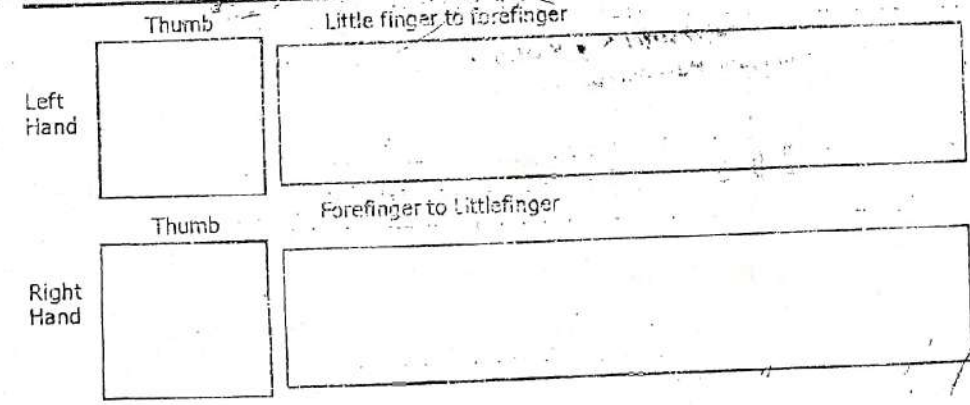 Thumb
Little finger to forefinger
Left
Hand
Thumb
Forefinger to Littlefinger
Right
Hand